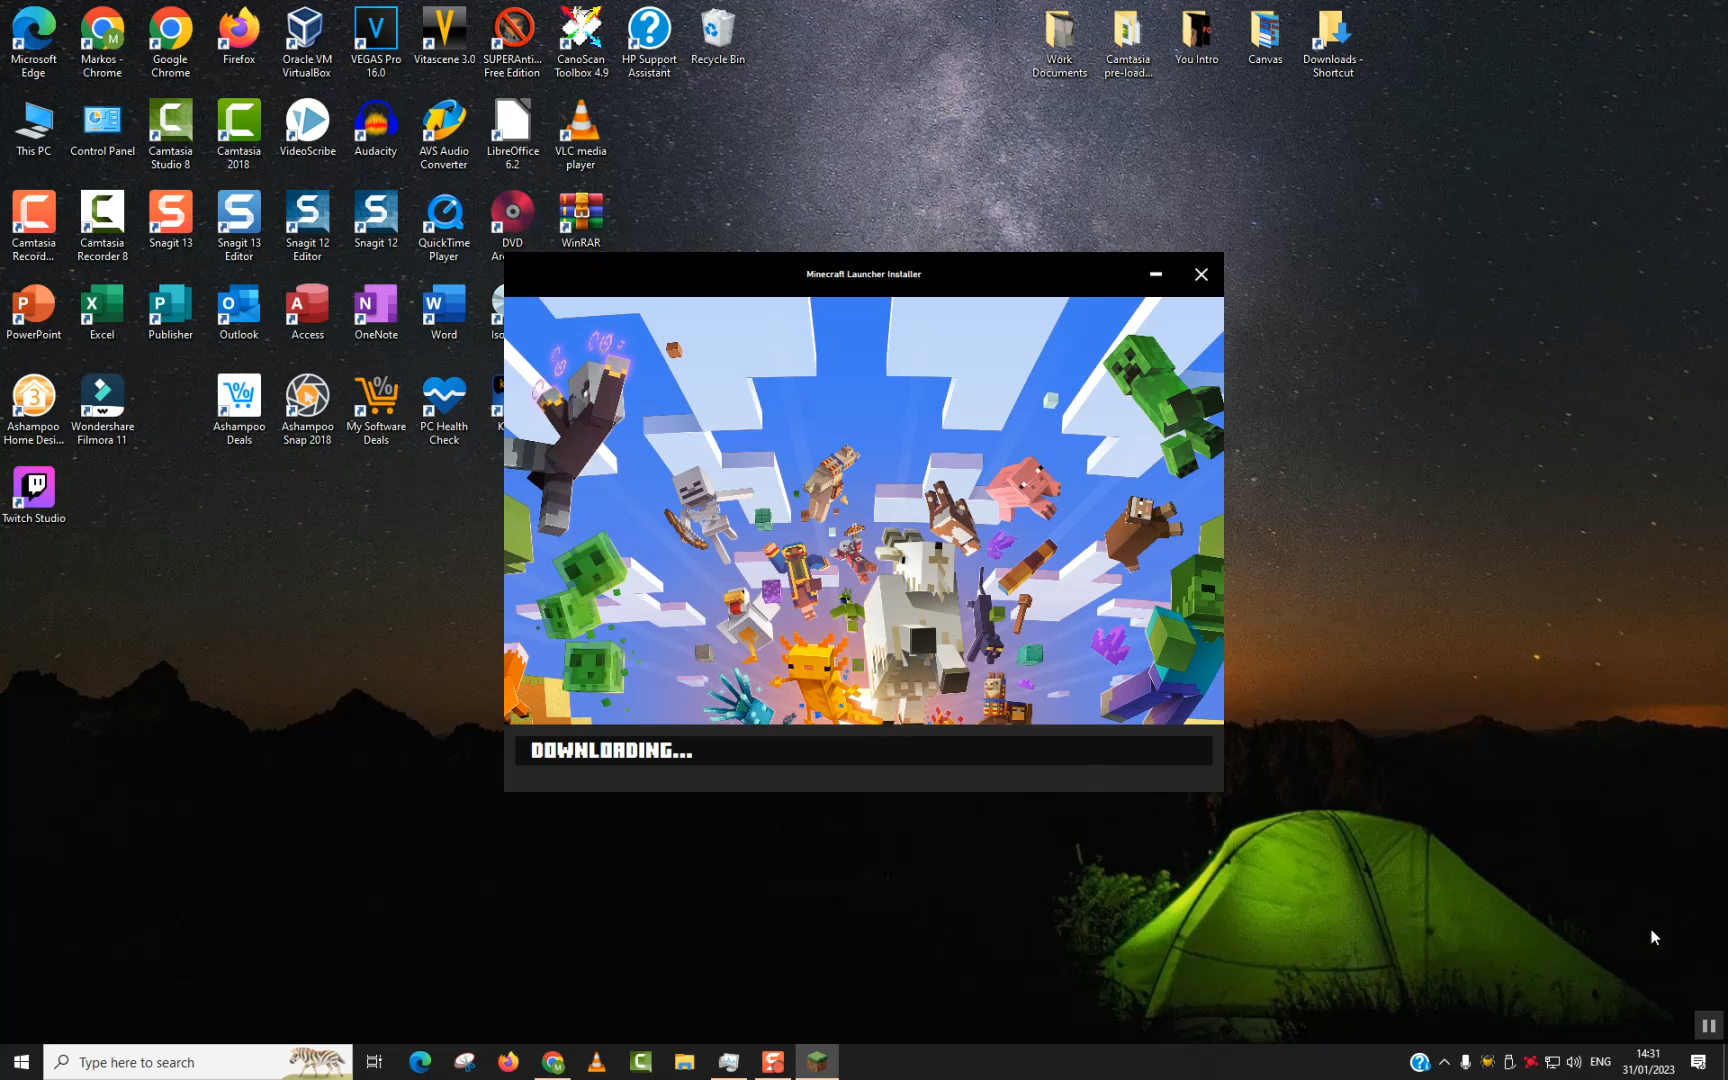 Microsoft Edge
Markos - Chrome
Google Chrome
Firefox
Oracle VM VirtualBox
VEGAS Pro 16.0
Vitascene 3.0
SUPERAnti... Free Edition
CanoScan Toolbox 4.9
HP Support Assistant
Recycle Bin
Work Documents
Camtasia pre-load...
You Intro
Canvas
Downloads - Shortcut
This PC
Control Panel
Camtasia Studio 8
Camtasia 2018
VideoScribe
Audacity
AVS Audio Converter
LibreOffice 6.2
VLC media player
Camtasia Record...
Camtasia Recorder 8
Snagit 13
Snagit 13 Editor
Snagit 12 Editor
Snagit 12
QuickTime Player
DVD
WinRAR
Minecraft Launcher Installer
PowerPoint
Excel
Publisher
Outlook
Access
OneNote
Word
Ashampoo Home Desi...
Wondershare Filmora 11
Ashampoo Deals
Ashampoo Snap 2018
My Software Deals
PC Health Check
Twitch Studio
DOWNLOADING...
Type here to search
ENG
14:31
31/01/2023